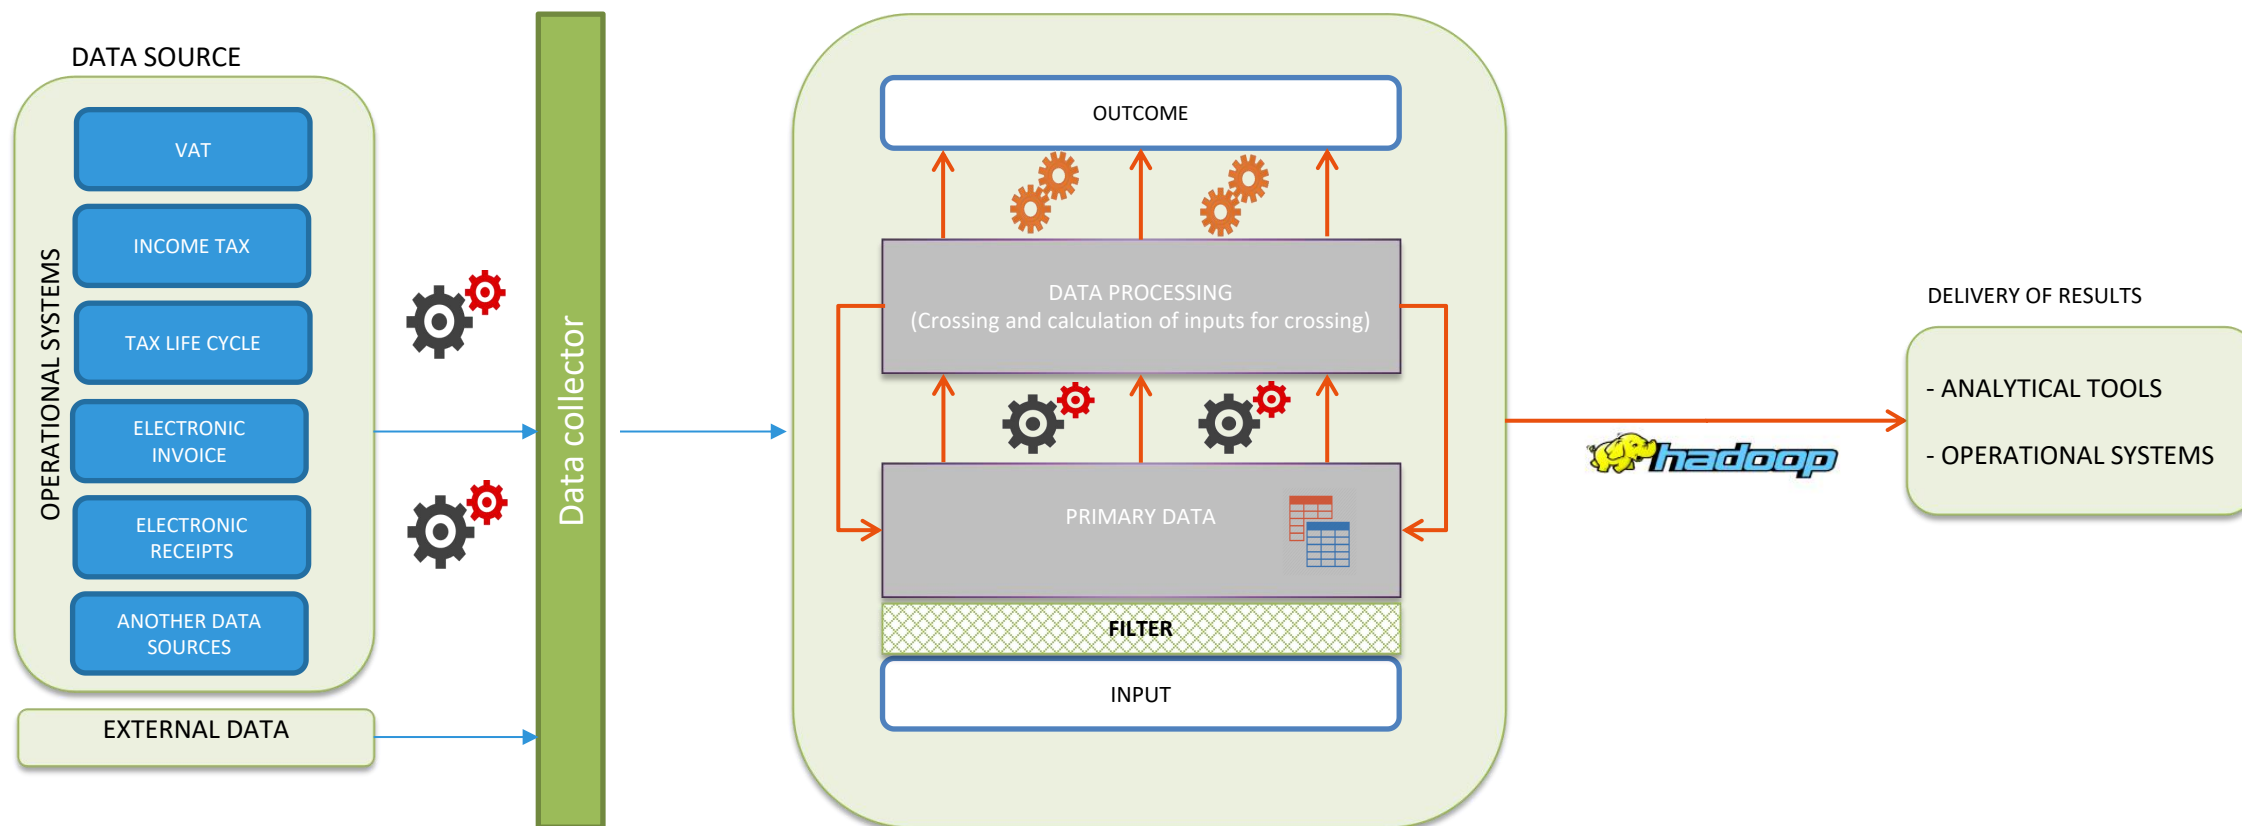 DATA SOURCE
OPERATIONAL SYSTEMS
VAT
INCOME TAX
TAX LIFE CYCLE
ELECTRONIC
INVOICE
ELECTRONIC
RECEIPTS
ANOTHER DATA
SOURCES
EXTERNAL DATA
Data collector
OUTCOME
DATA PROCESSING
(Crossing and calculation of inputs for crossing)
PRIMARY DATA
FILTER
INPUT
hadoop
DELIVERY OF RESULTS
- ANALYTICAL TOOLS
- OPERATIONAL SYSTEMS